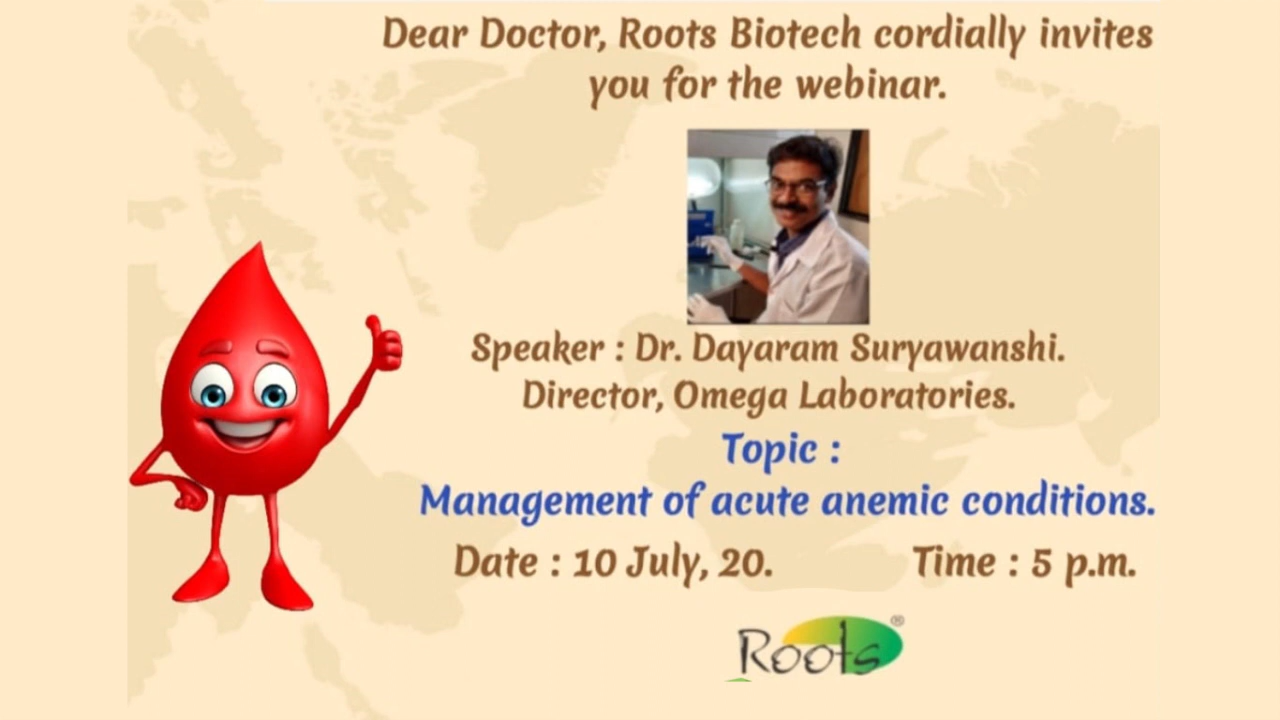 Dear Doctor, Roots Biotech cordially invites
you for the webinar.
Speaker : Dr. Dayaram Suryawanshi.
Director, Omega Laboratories.
Topic :
Management of acute anemic conditions.
Date : 10 July, 20. Time : 5 p.m.
Roots ®